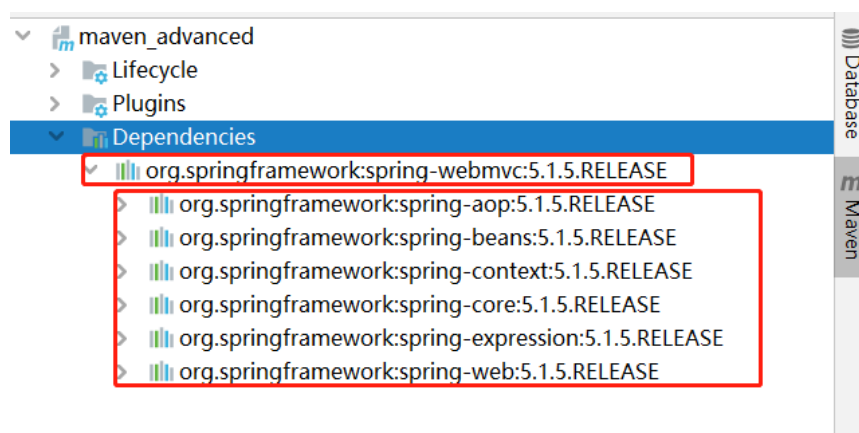 maven_advanced
Lifecycle
Plugins
Dependencies
org.springframework:spring-webmvc:5.1.5.RELEASE
org.springframework:spring-aop:5.1.5.RELEASE
org.springframework:spring-beans:5.1.5.RELEASE
org.springframework:spring-context:5.1.5.RELEASE
org.springframework:spring-core:5.1.5.RELEASE
org.springframework:spring-expression:5.1.5.RELEASE
org.springframework:spring-web:5.1.5.RELEASE
Database
m Maven